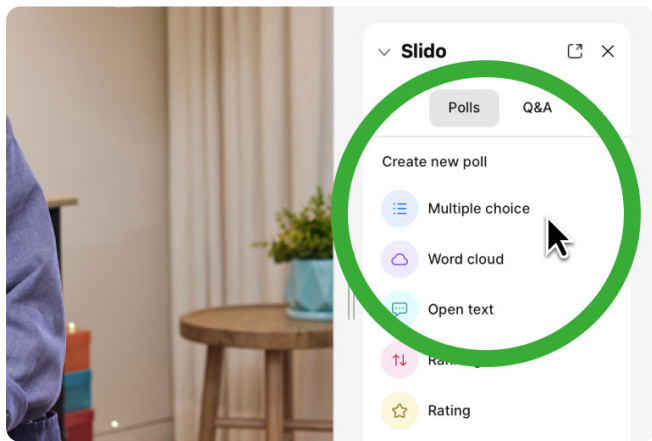 Slido
Polls Q&A
Create new poll
Multiple choice
Word cloud
Open text
Rating